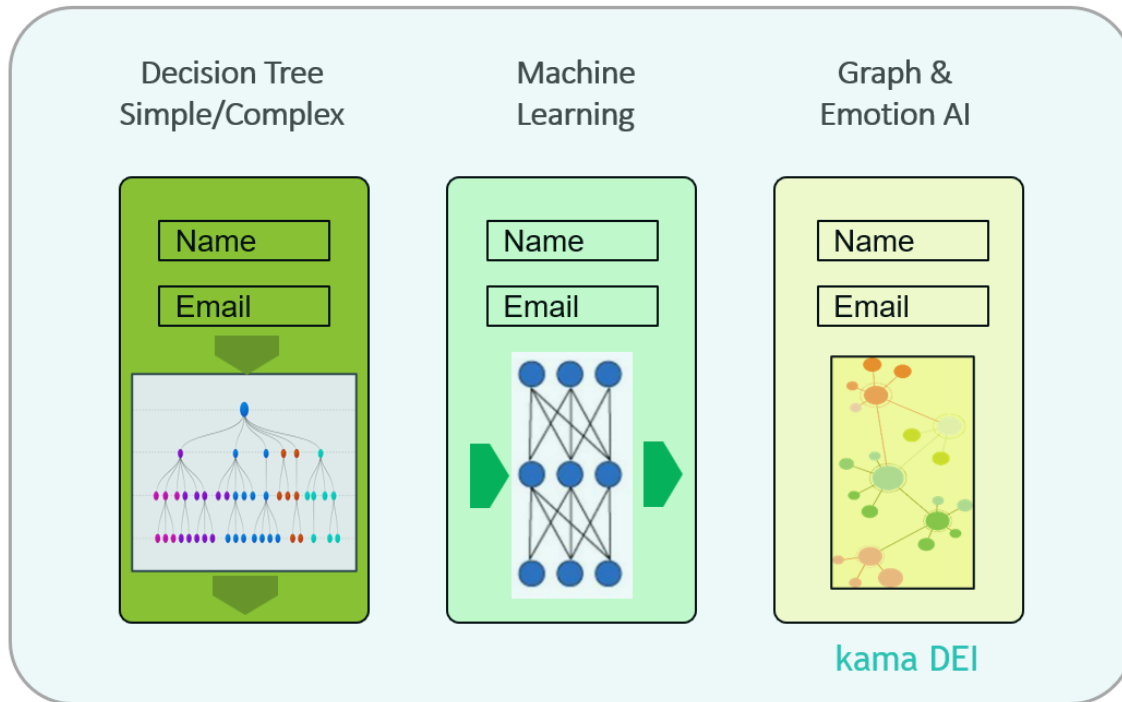 Decision Tree
Simple/Complex
Machine
Learning
Graph &
Emotion AI
Name
Email
Name
Email
Name
Email
kama DEI